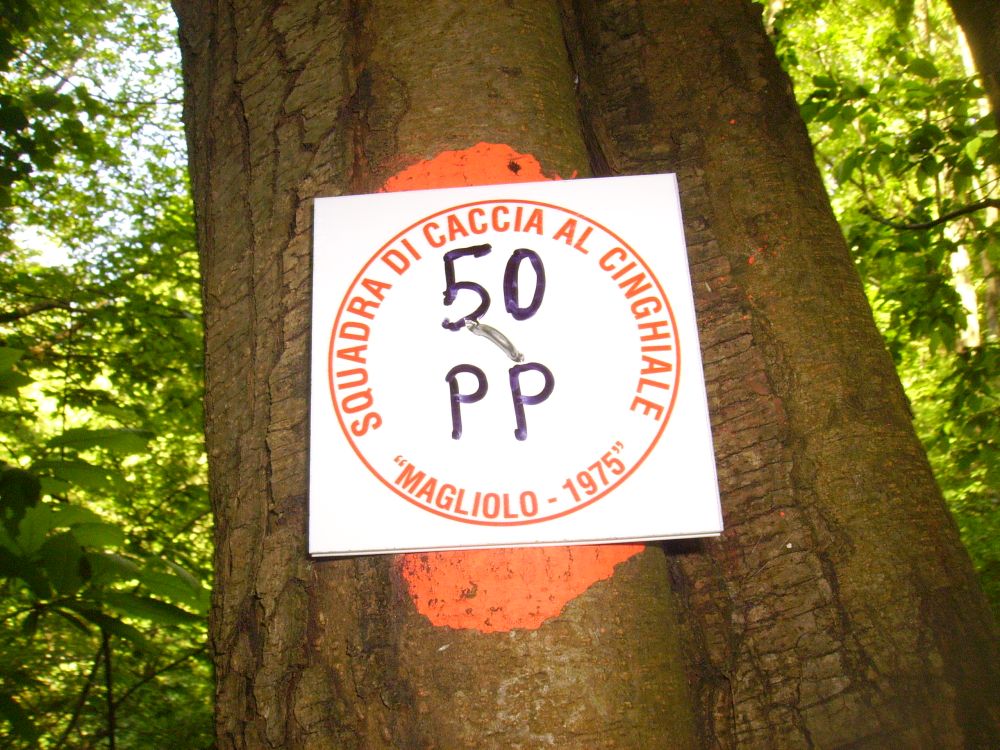 SQUADRA DI CACCIA AL CINGHIALE
50
PP
"MAGLIOLO - 1975"